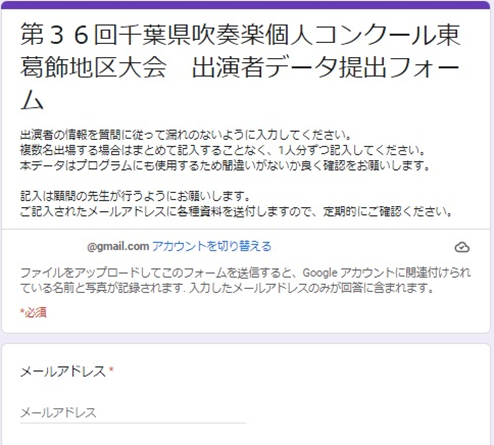 第３６回千葉県吹奏楽個人コンクール東
葛飾地区大会　出演者データ提出フォー
ム
出演者の情報を質問に従って漏れのないように入力してください。
複数名出場する場合はまとめて記入することなく、1人分ずつ記入してください。
本データはプログラムにも使用するため間違いがないか良く確認をお願いします。
記入は顧問の先生が行うようにお願いします。
ご記入されたメールアドレスに各種資料を送付しますので、定期的にご確認ください。
@gmail.com アカウントを切り替える
ファイルをアップロードしてこのフォームを送信すると、Google アカウントに関連付けられ
ている名前と写真が記録されます. 入力したメールアドレスのみが回答に含まれます。
*必須
メールアドレス *
メールアドレス